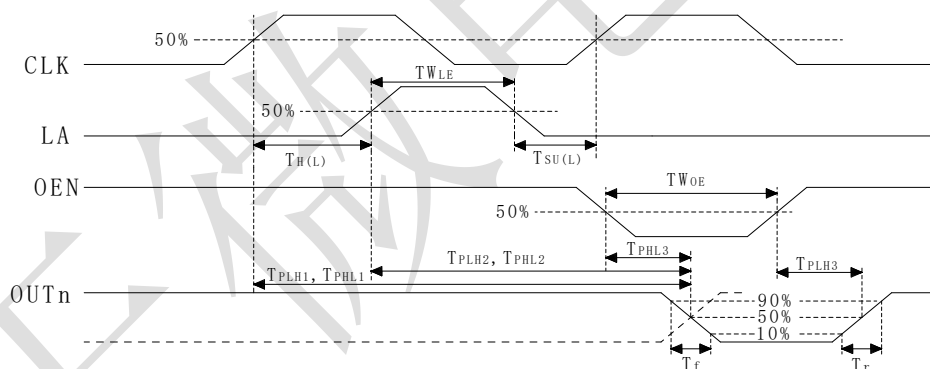 50%
CLK
TWLE
50%
LA
TH(L)
TSU(L)
OEN
TWOE
50%
TPHL3
TPLH2, TPHL2
TPLH3
TPLH1, TPHL1
OUTn
90%
50%
10%
Tf
Tr